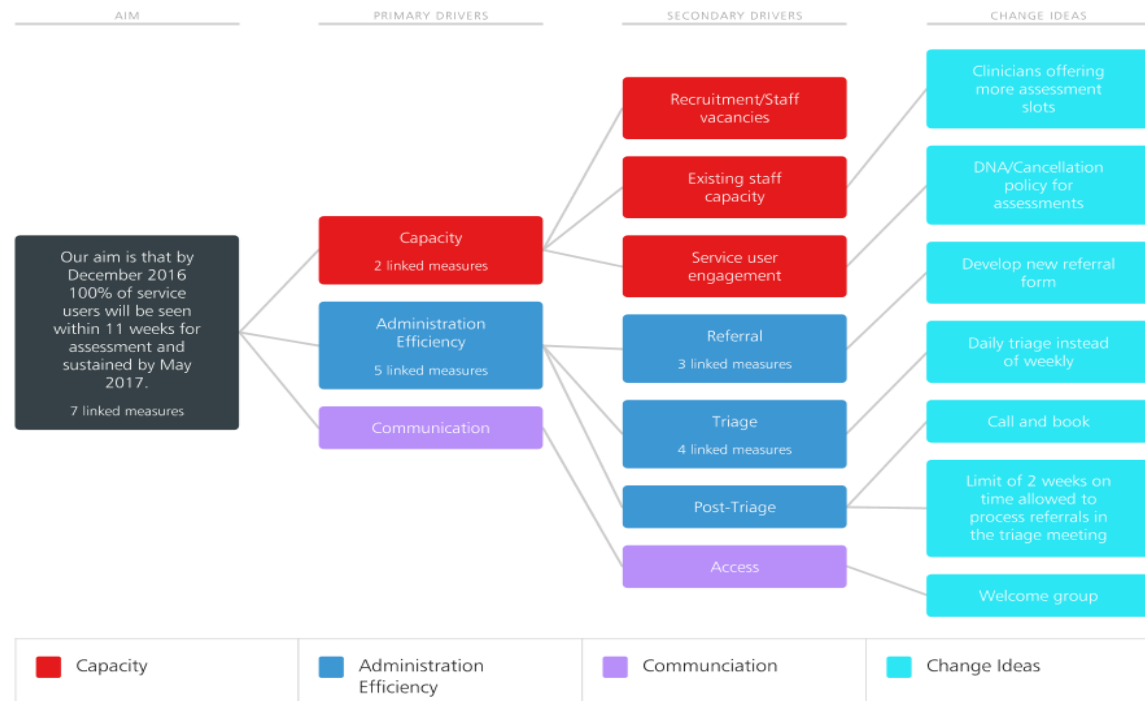 AIM
PRIMARY DRIVERS
SECONDARY DRIVERS
CHANGE IDEAS
Our aim is that by
December 2016
100% of service
users will be seen
within 11 weeks for
assessment and
sustained by May
2017.
7 linked measures
Capacity
2 linked measures
Administration
Efficiency
5 linked measures
Communication
Recruitment/Staff
vacancies
Existing staff
capacity
Service user
engagement
Referral
3 linked measures
Triage
4 linked measures
Post-Triage
Access
Clinicians offering
more assessment
slots
DNA/Cancellation
policy for
assessments
Develop new referral
form
Daily triage instead
of weekly
Call and book
Limit of 2 weeks on
time allowed to
process referrals in
the triage meeting
Welcome group
Capacity
Administration
Efficiency
Communciation
Change Ideas